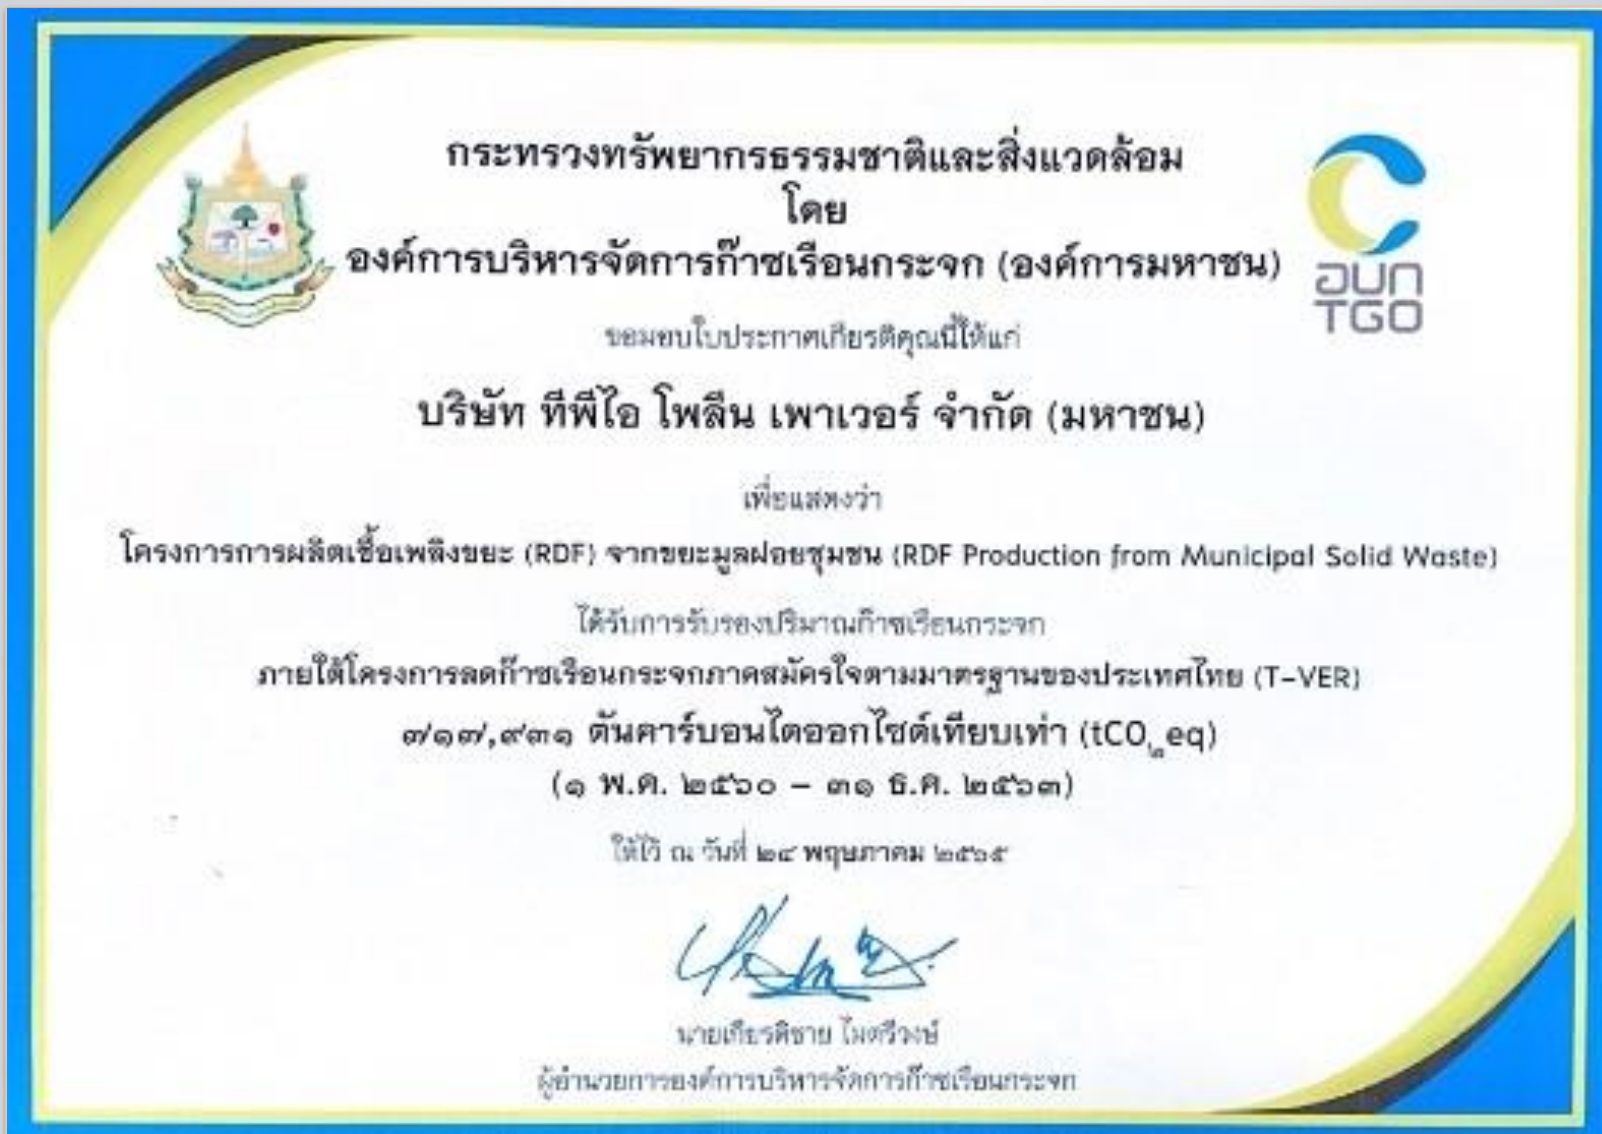 กระทรวงทรัพยากรธรรมชาติและสิ่งแวดล้อม
โดย
องค์การบริหารจัดการก๊าซเรือนกระจก (องค์การมหาชน)
อบก
TGO
ขอมอบใบประกาศเกียรติคุณนี้ให้แก่
บริษัท ทีพีไอ โพลีน เพาเวอร์ จำกัด (มหาชน)
เพื่อแสดงว่า
โครงการการผลิตเชื้อเพลิงขยะ (RDF) จากขยะมูลฝอยชุมชน (RDF Production from Municipal Solid Waste)
ได้รับการรับรองปริมาณก๊าซเรือนกระจก
ภายใต้โครงการลดก๊าซเรือนกระจกภาคสมัครใจตามมาตรฐานของประเทศไทย (T-VER)
๗๑๗,๙๓๑ ตันคาร์บอนไดออกไซด์เทียบเท่า (tCO๒eq)
(๑ พ.ค. ๒๕๖๐ – ๓๑ ธ.ค. ๒๕๖๓)
ให้ไว้ ณ วันที่ ๒๔ พฤษภาคม ๒๕๖๕
นายเกียรติชาย ไมตรีวงษ์
ผู้อำนวยการองค์การบริหารจัดการก๊าซเรือนกระจก